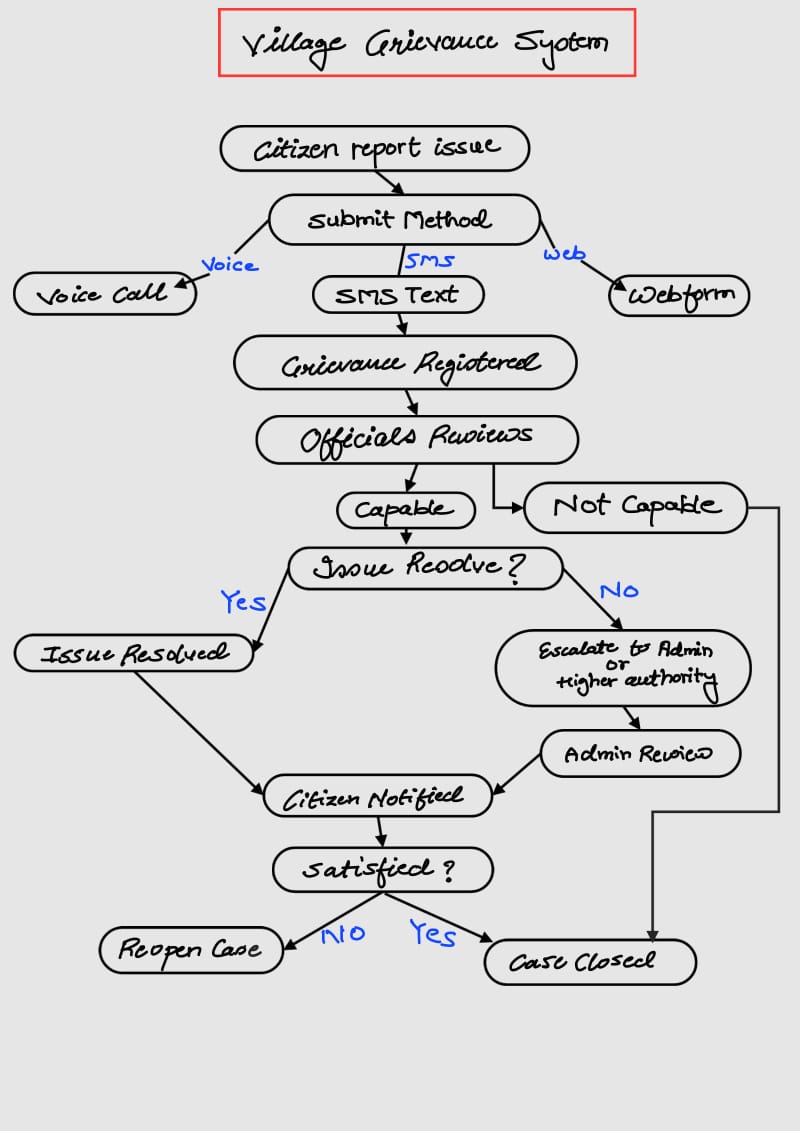 Village Grievance System
Citizen report issue
Submit Method
Voice
SMS
Web
Voice Call
SMS Text
Webform
Grievance Registered
Officials Reviews
Capable
Not Capable
Issue Resolve?
Yes
No
Issue Resolved
Escalate to Admin
or
Higher authority
Admin Review
Citizen Notified
Satisfied?
No
Yes
Reopen Case
Case Closed